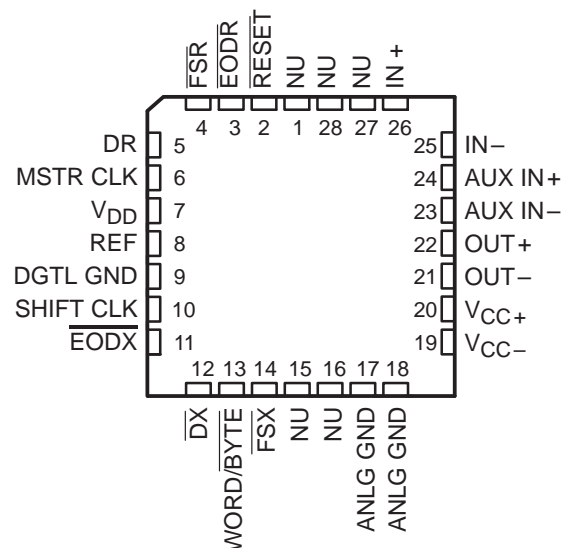 FSR EODR RESET NU NU NU IN+
4 3 2 1 28 27 26
DR 5 25 IN−
MSTR CLK 6 24 AUX IN+
VDD 7 23 AUX IN−
REF 8 22 OUT+
DGTL GND 9 21 OUT−
SHIFT CLK 10 20 VCC+
EODX 11 19 VCC−
12 13 14 15 16 17 18
DX WORD/BYTE FSX NU NU ANLG GND ANLG GND